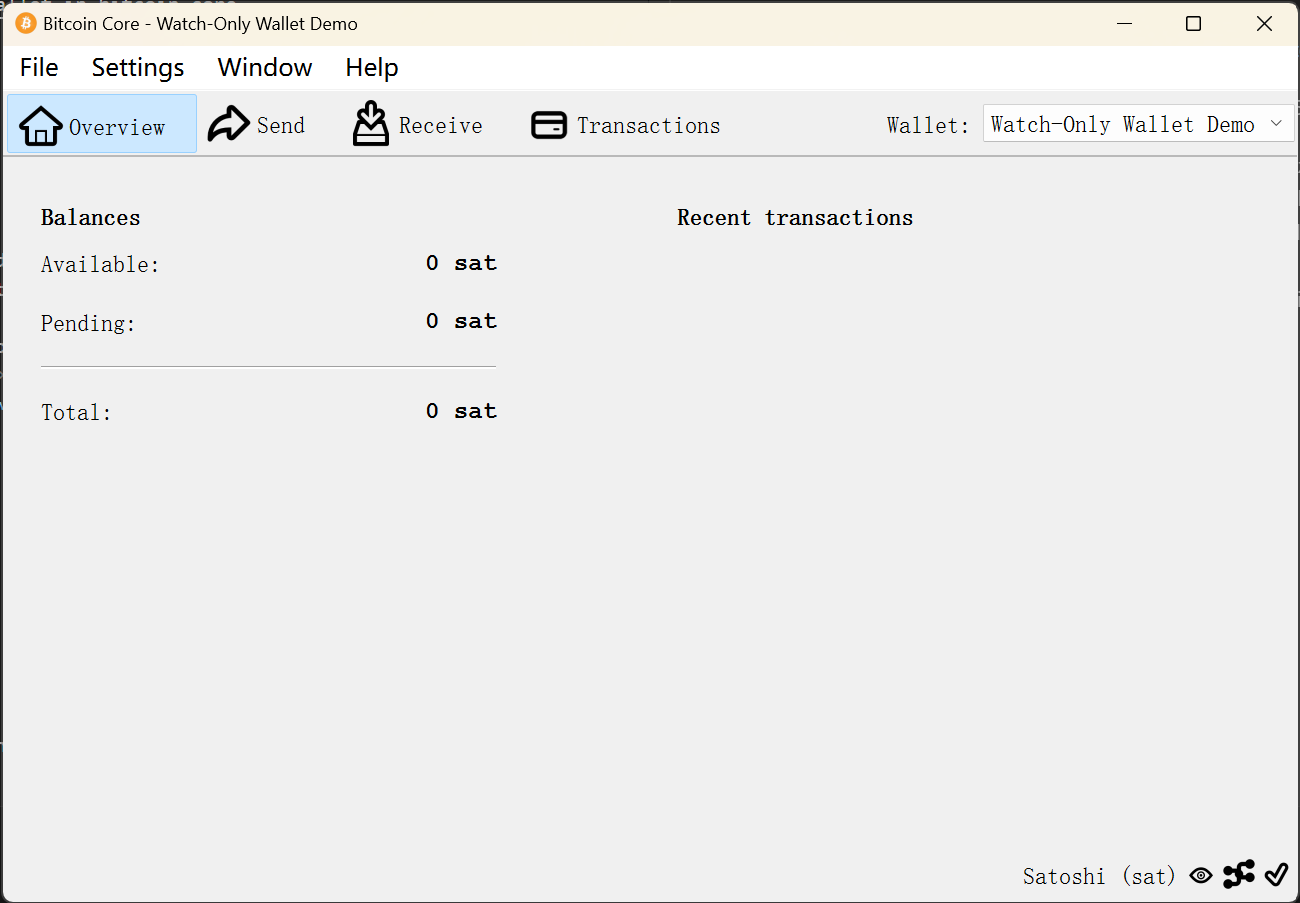 Bitcoin Core - Watch-Only Wallet Demo
File Settings Window Help
Overview Send Receive Transactions Wallet: Watch-Only Wallet Demo
Balances
Available: 0 sat
Pending: 0 sat
Total: 0 sat
Recent transactions
Satoshi (sat)